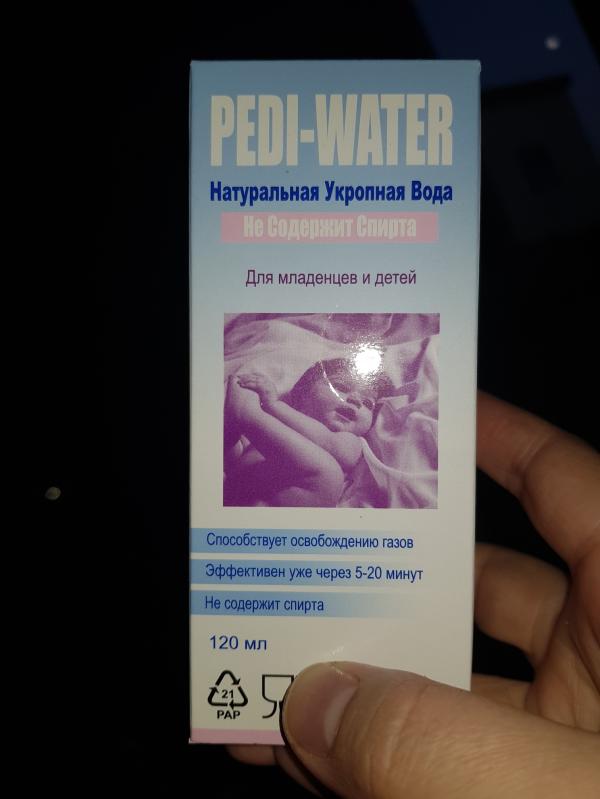 PEDI-WATER
Натуральная Укропная Вода
Не Содержит Спирта
Для младенцев и детей
Способствует освобождению газов
Эффективен уже через 5-20 минут
Не содержит спирта
120 мл
21
PAP